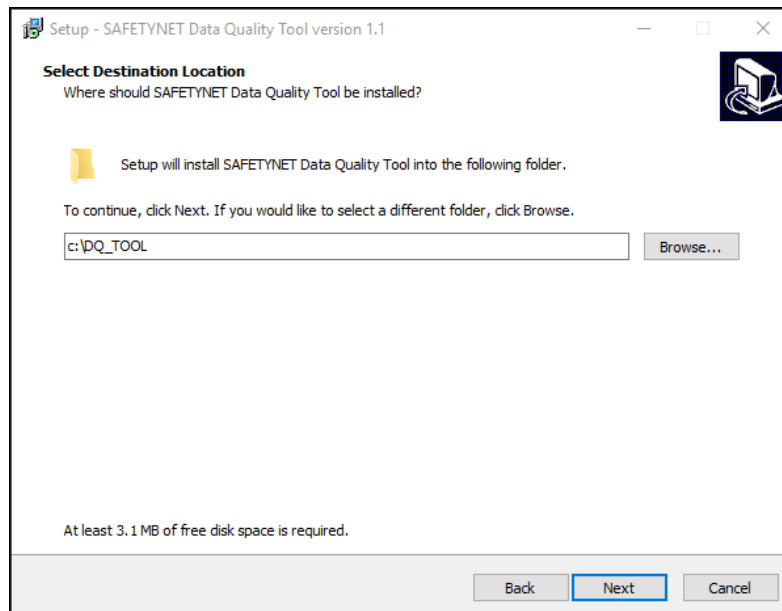 Setup - SAFETYNET Data Quality Tool version 1.1
Select Destination Location
Where should SAFETYNET Data Quality Tool be installed?
Setup will install SAFETYNET Data Quality Tool into the following folder.
To continue, click Next. If you would like to select a different folder, click Browse.
c:\DQ_TOOL
Browse...
At least 3.1 MB of free disk space is required.
Back
Next
Cancel